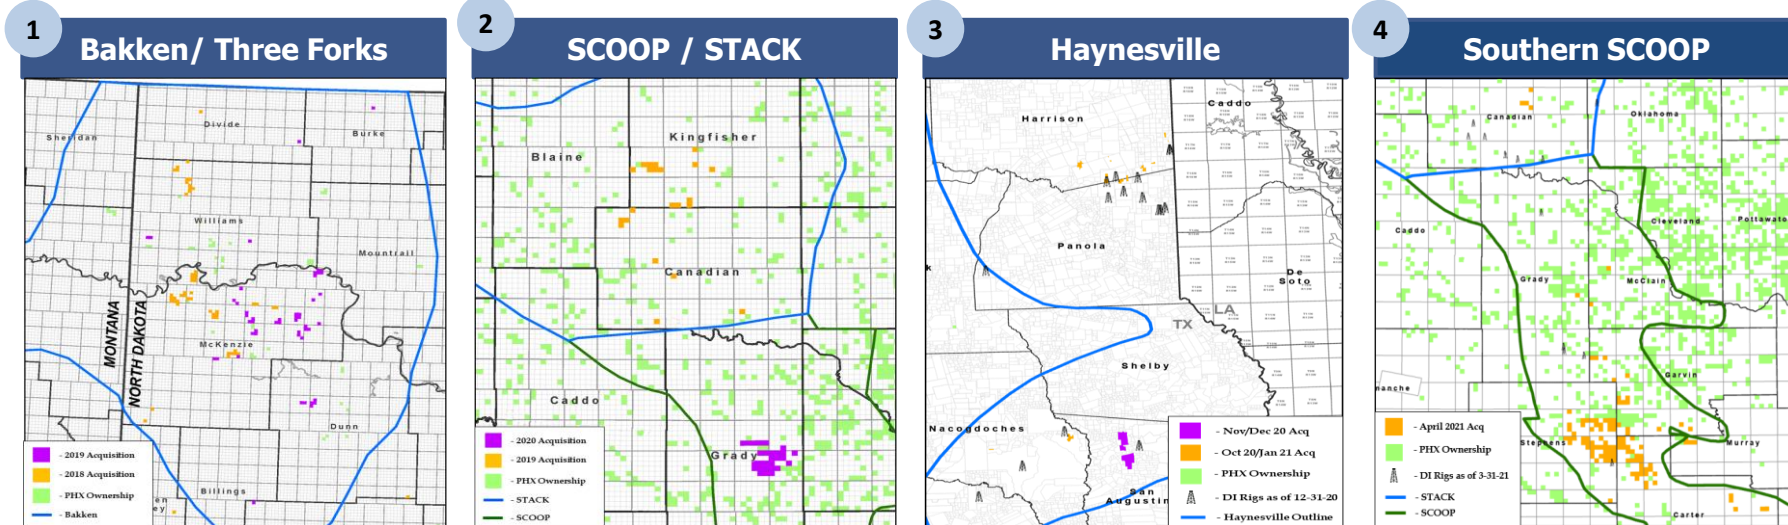 1
Bakken/ Three Forks
Sheridan
Divide
Burke
Williams
Mountrail
MONTANA
NORTH DAKOTA
McKenzie
Dunn
Billings
- 2019 Acquisition
- 2018 Acquisition
- PHX Ownership
- Bakken
2
SCOOP / STACK
Kingfisher
Blaine
Canadian
Caddo
Grady
- 2020 Acquisition
- 2019 Acquisition
- PHX Ownership
- STACK
- SCOOP
3
Haynesville
Harrison
Caddo
Panola
De
Soto
LA
TX
Shelby
Nacogdoches
San
Augustin
- Nov/Dec 20 Acq
- Oct 20/Jan 21 Acq
- PHX Ownership
- DI Rigs as of 12-31-20
- Haynesville Outline
4
Southern SCOOP
Canadian
Oklahoma
Caddo
Cleveland
Pottawato
Grady
McClain
Garvin
manche
Stephens
Murray
Carter
- April 2021 Acq
- PHX Ownership
- DI Rigs as of 3-31-21
- STACK
- SCOOP